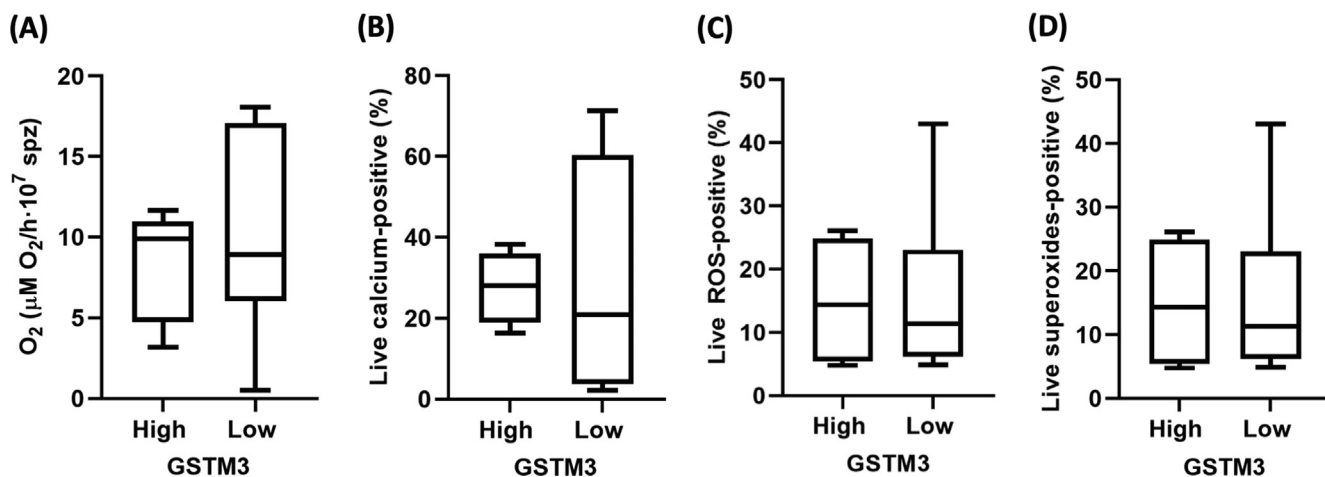 (A)
O₂ (μM O₂/h·10⁷ spz)
20
15
10
5
0
High Low
GSTM3
(B)
Live calcium-positive (%)
80
60
40
20
0
High Low
GSTM3
(C)
Live ROS-positive (%)
50
40
30
20
10
0
High Low
GSTM3
(D)
Live superoxides-positive (%)
50
40
30
20
10
0
High Low
GSTM3